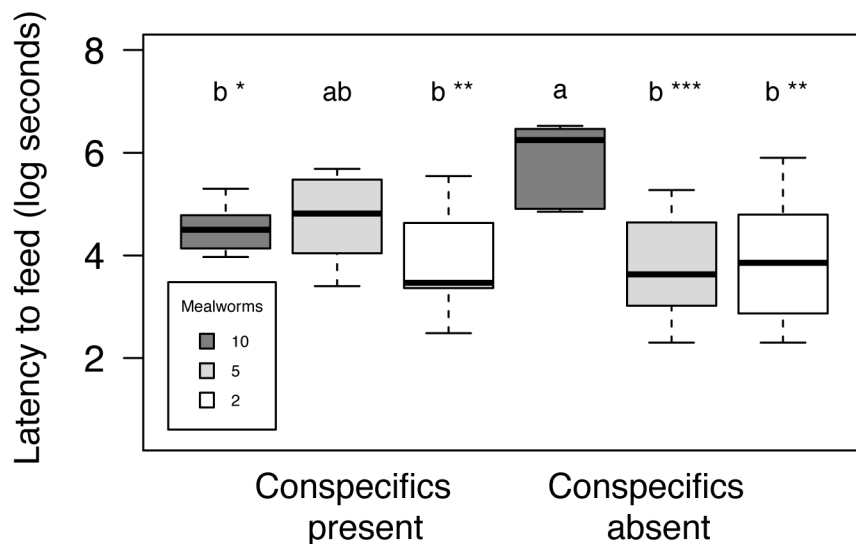 Latency to feed (log seconds)
8
6
4
2
b *
ab
b **
a
b ***
b **
Mealworms
10
5
2
Conspecifics
present
Conspecifics
absent